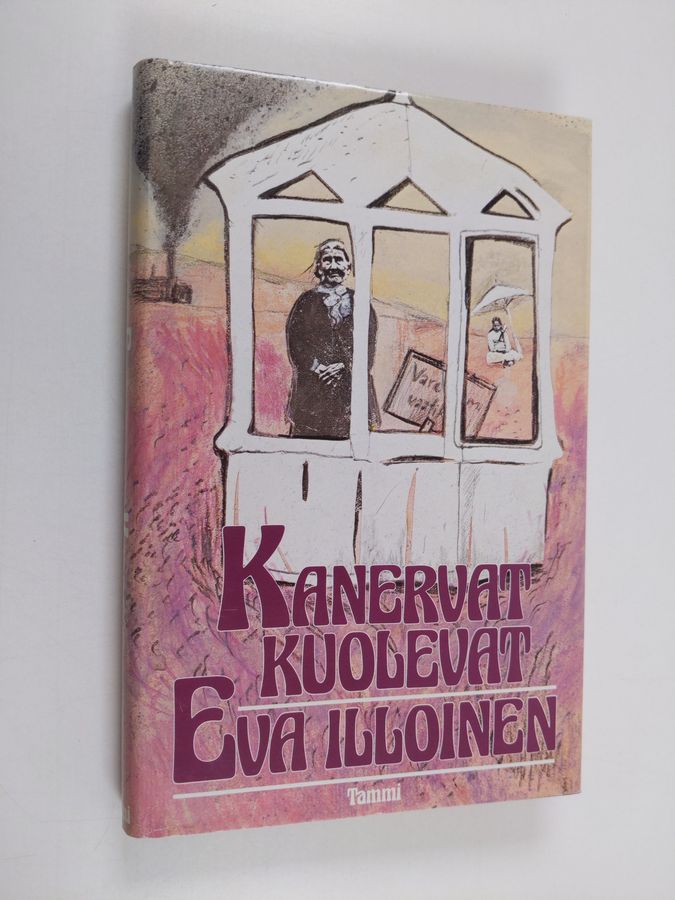 KANERVAT
KUOLEVAT
EVA ILLOINEN
Tammi